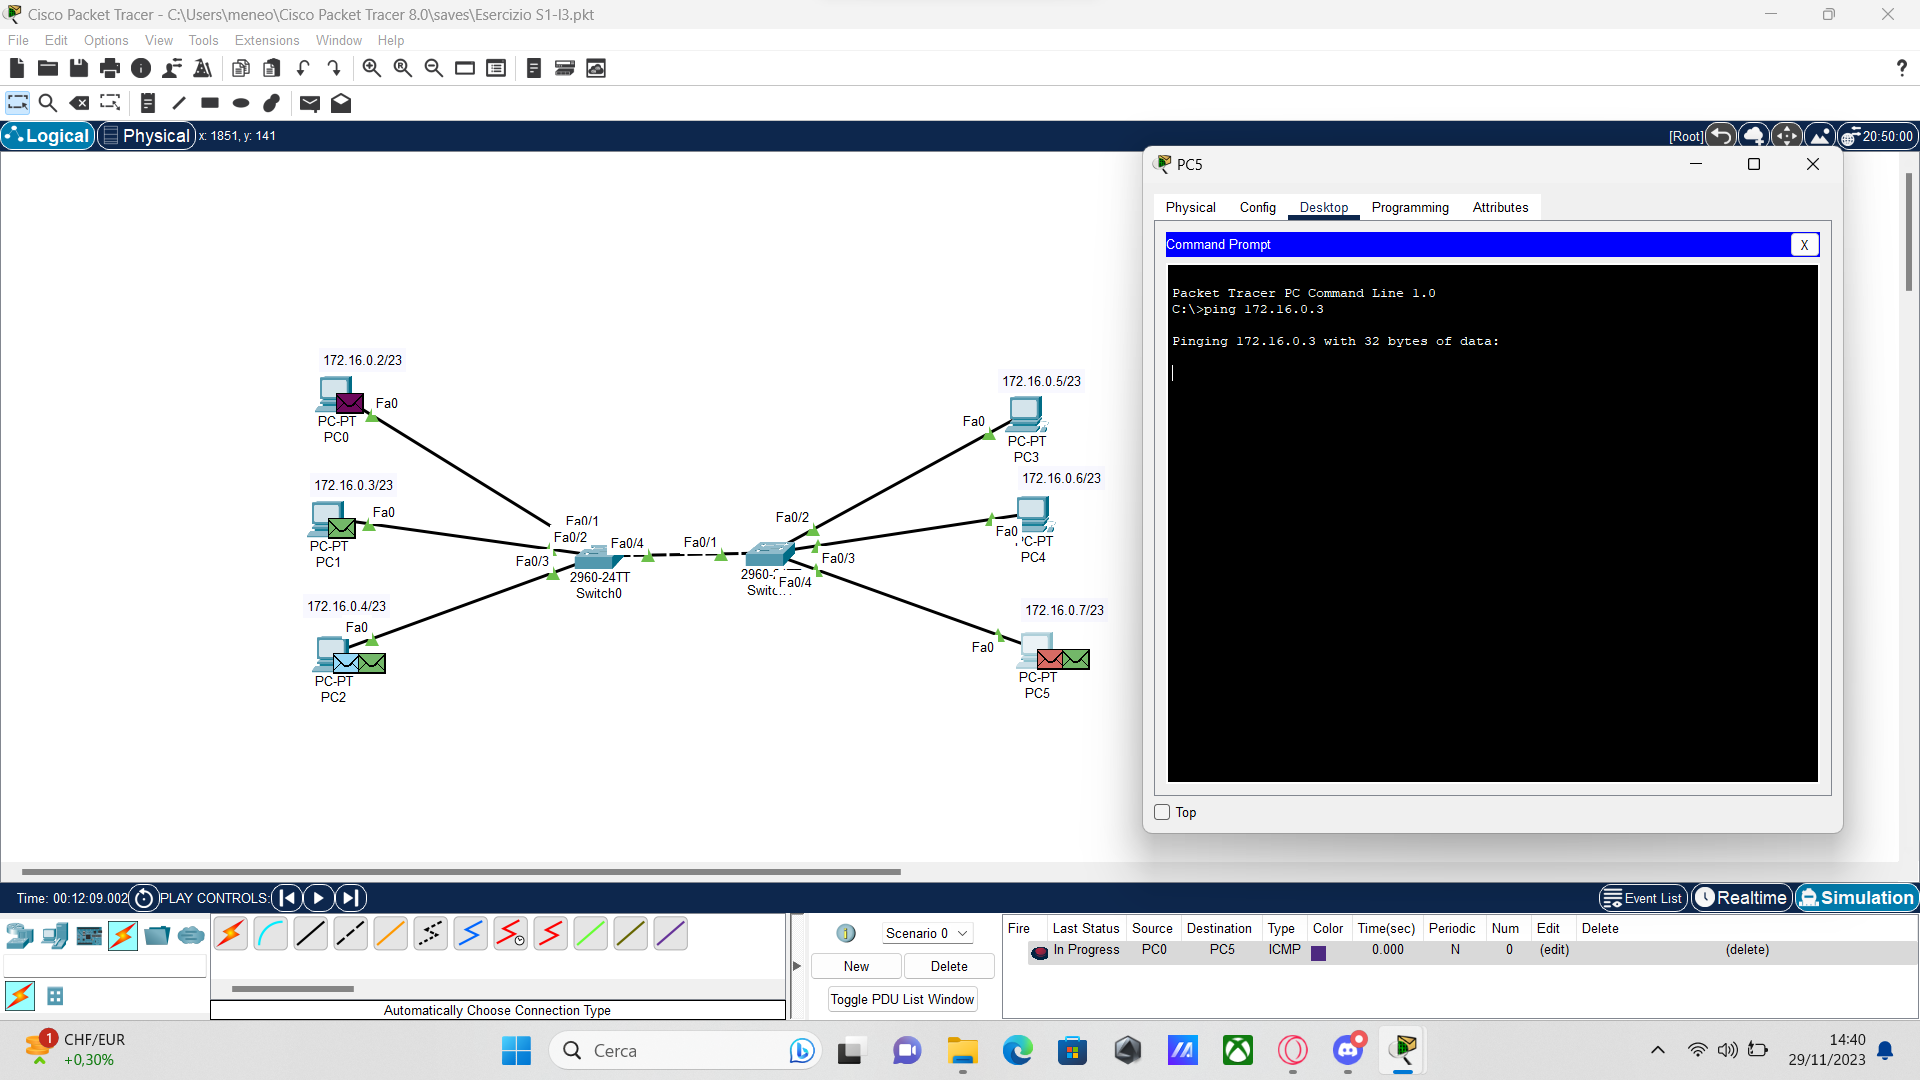 Cisco Packet Tracer - C:\Users\meneo\Cisco Packet Tracer 8.0\saves\Esercizio S1-I3.pkt
File Edit Options View Tools Extensions Window Help
?
Logical Physical x: 1851, y: 141
[Root] 20:50:00
PC5
Physical Config Desktop Programming Attributes
Command Prompt
X
Packet Tracer PC Command Line 1.0
C:\>ping 172.16.0.3
Pinging 172.16.0.3 with 32 bytes of data:
Top
172.16.0.2/23
Fa0
PC-PT
PC0
172.16.0.3/23
Fa0
PC-PT
PC1
172.16.0.4/23
Fa0
PC-PT
PC2
Fa0/1
Fa0/2
Fa0/3
Fa0/4
2960-24TT
Switch0
Fa0/1
Fa0/2
Fa0/3
Fa0/4
172.16.0.5/23
Fa0
PC-PT
PC3
172.16.0.6/23
Fa0
PC4
172.16.0.7/23
Fa0
PC-PT
PC5
Time: 00:12:09.002 PLAY CONTROLS:
Event List Realtime Simulation
Automatically Choose Connection Type
Scenario 0
New Delete
Toggle PDU List Window
Fire Last Status Source Destination Type Color Time(sec) Periodic Num Edit Delete
In Progress PC0 PC5 ICMP 0.000 N 0 (edit) (delete)
1
CHF/EUR
+0,30%
Cerca
14:40
29/11/2023